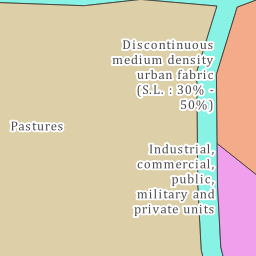 Discontinuous
medium density
urban fabric
(S.L. : 30% -
50%)
Pastures
Industrial,
commercial,
public,
military and
private units